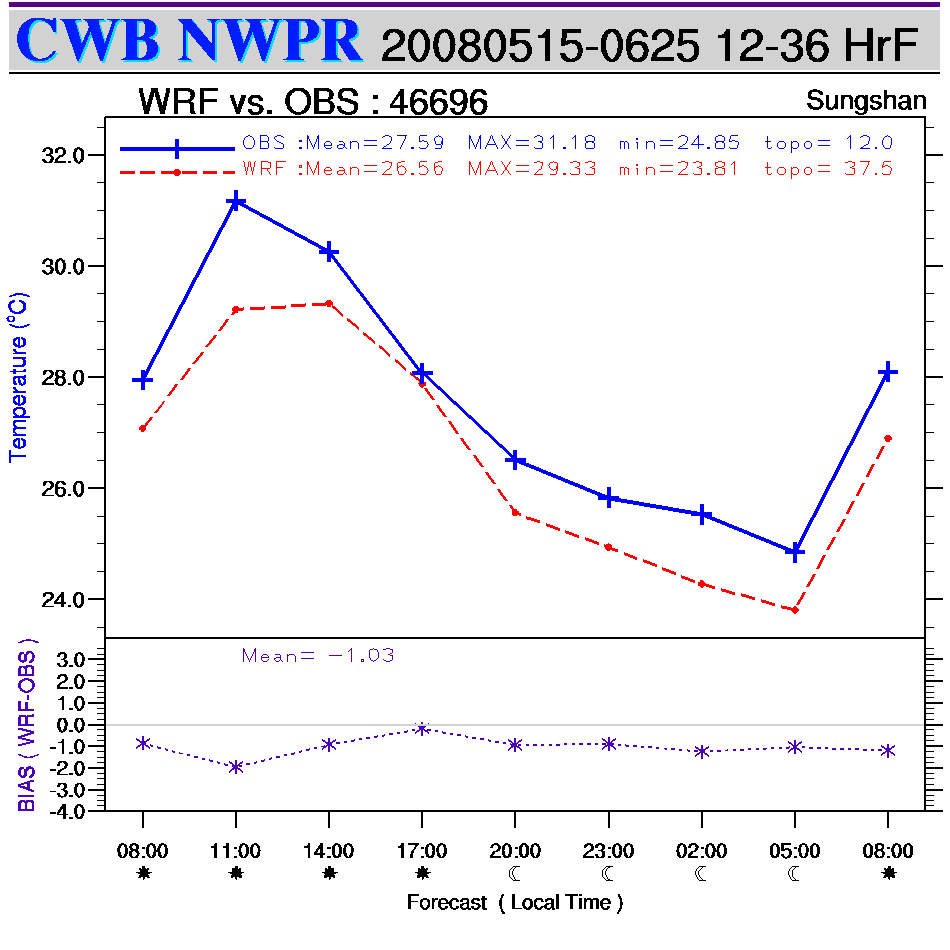 CWB NWPR 20080515-0625 12-36 HrF
WRF vs. OBS : 46696
Sungshan
OBS :Mean=27.59 MAX=31.18 min=24.85 topo= 12.0
WRF :Mean=26.56 MAX=29.33 min=23.81 topo= 37.5
32.0
30.0
28.0
26.0
24.0
Temperature (°C)
Mean= -1.03
3.0
2.0
1.0
0.0
-1.0
-2.0
-3.0
-4.0
BIAS ( WRF-OBS )
08:00 11:00 14:00 17:00 20:00 23:00 02:00 05:00 08:00
Forecast ( Local Time )